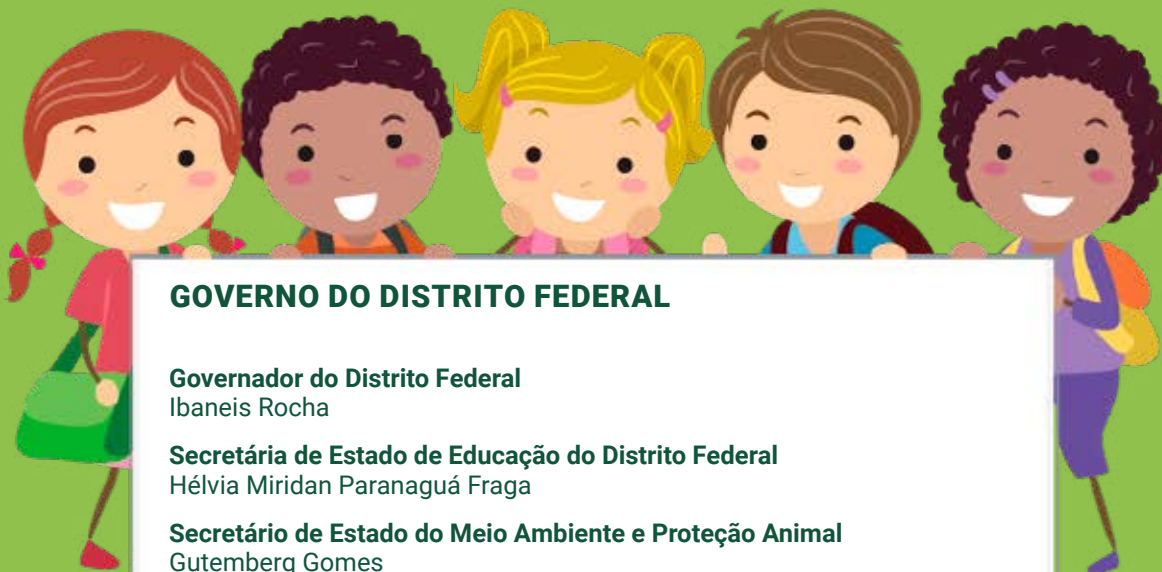 GOVERNO DO DISTRITO FEDERAL
Governador do Distrito Federal
Ibaneis Rocha
Secretária de Estado de Educação do Distrito Federal
Hélvia Miridan Paranaguá Fraga
Secretário de Estado do Meio Ambiente e Proteção Animal
Gutemberg Gomes